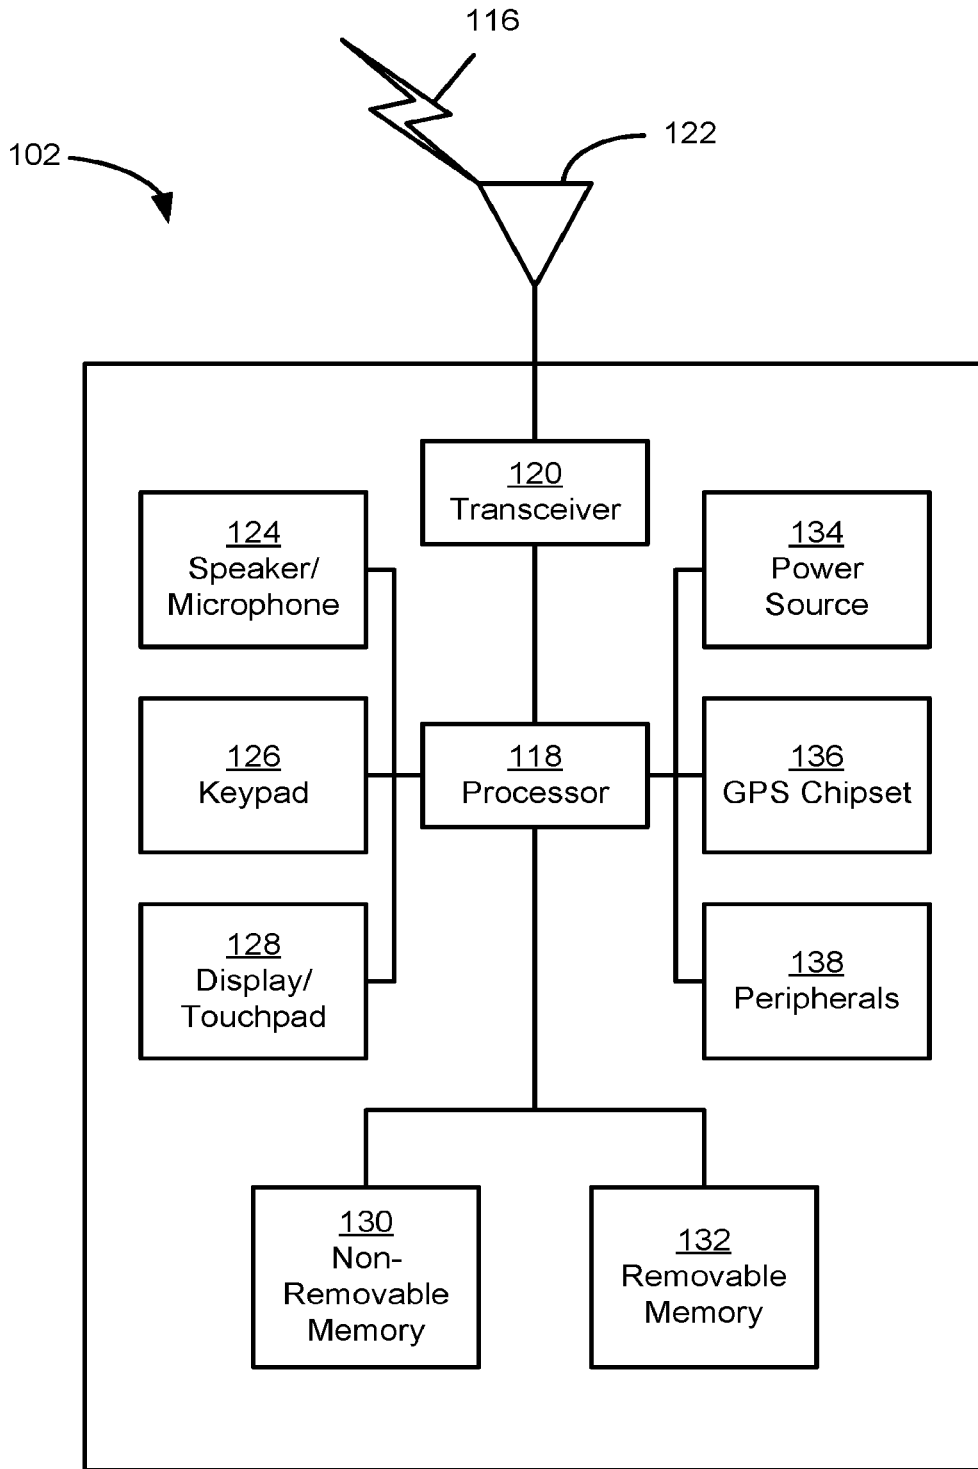 116
122
102
120
Transceiver
124
Speaker/
Microphone
134
Power
Source
126
Keypad
118
Processor
136
GPS Chipset
128
Display/
Touchpad
138
Peripherals
130
Non-
Removable
Memory
132
Removable
Memory